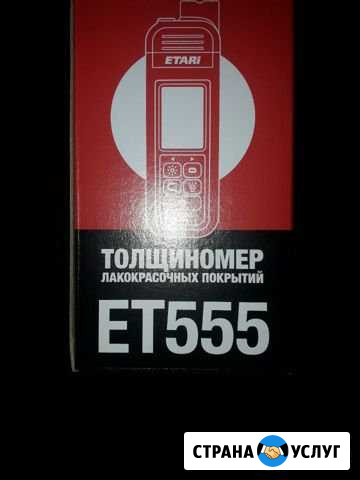 ETARI
ТОЛЩИНОМЕР
ЛАКОКРАСОЧНЫХ ПОКРЫТИЙ
ET555
СТРАНА УСЛУГ